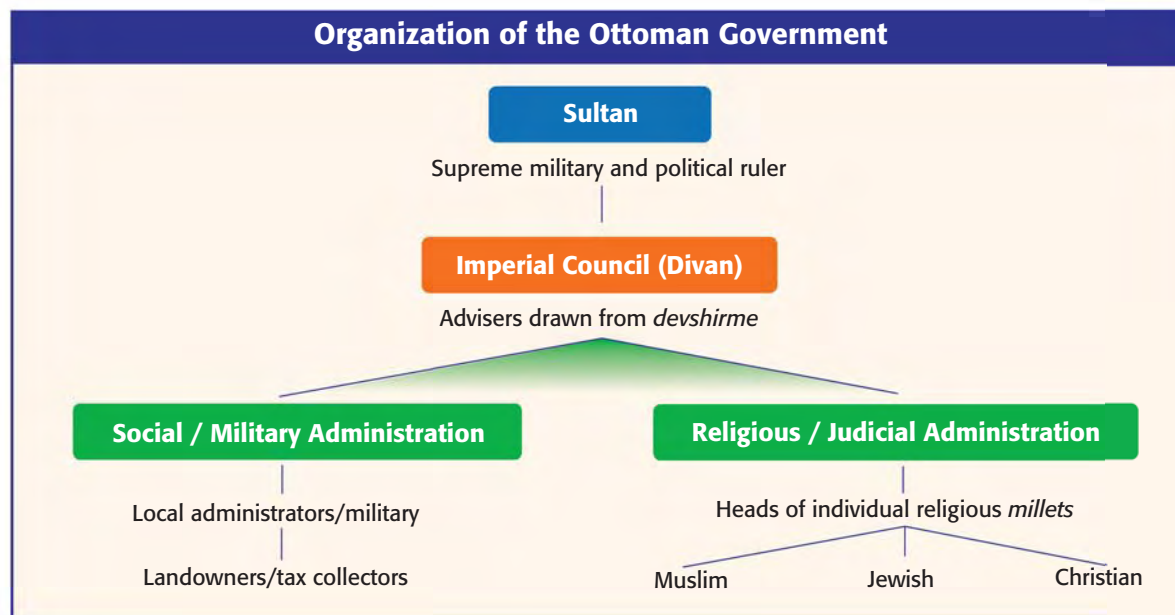 Organization of the Ottoman Government
Sultan
Supreme military and political ruler
Imperial Council (Divan)
Advisers drawn from devshirme
Social / Military Administration
Local administrators/military
Landowners/tax collectors
Religious / Judicial Administration
Heads of individual religious millets
Muslim
Jewish
Christian